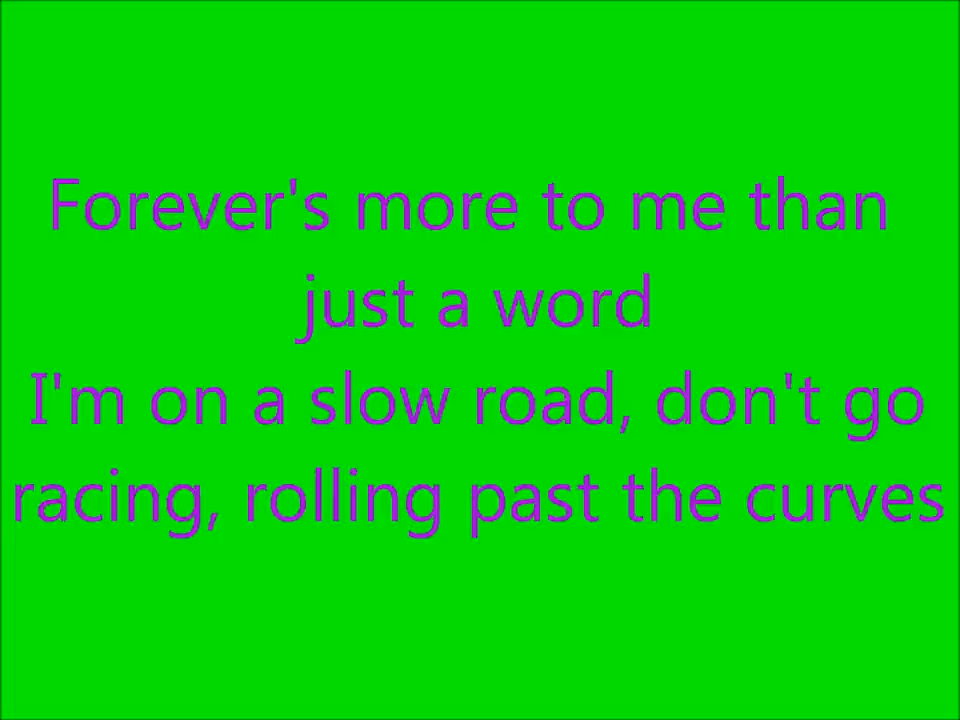 Forever's more to me than
just a word
I'm on a slow road, don't go
racing, rolling past the curves